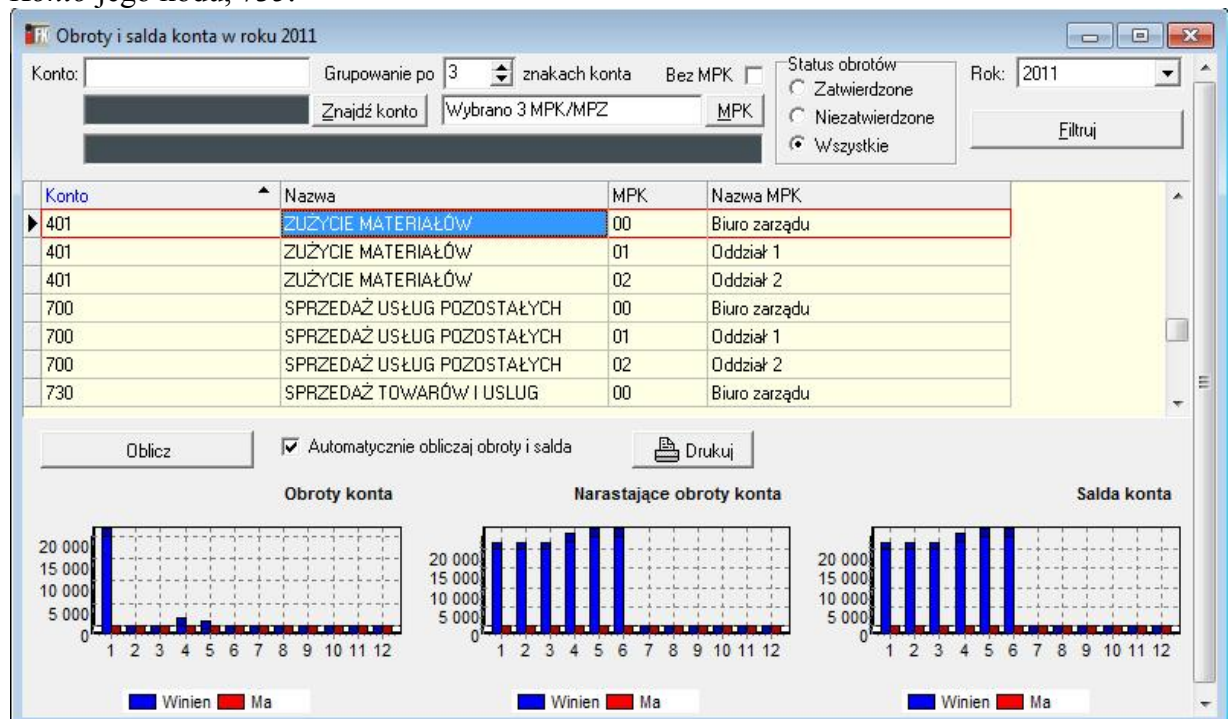 Obroty i salda konta w roku 2011
Konto: Grupowanie po 3 znakach konta Bez MPK Status obrotów Rok: 2011
Zatwierdzone
Znajdź konto Wybrano 3 MPK/MPZ MPK Niezatwierdzone Filtruj
Wszystkie
Konto Nazwa MPK Nazwa MPK
401 ZUŻYCIE MATERIAŁÓW 00 Biuro zarządu
401 ZUŻYCIE MATERIAŁÓW 01 Oddział 1
401 ZUŻYCIE MATERIAŁÓW 02 Oddział 2
700 SPRZEDAŻ USŁUG POZOSTAŁYCH 00 Biuro zarządu
700 SPRZEDAŻ USŁUG POZOSTAŁYCH 01 Oddział 1
700 SPRZEDAŻ USŁUG POZOSTAŁYCH 02 Oddział 2
730 SPRZEDAŻ TOWARÓW I USLUG 00 Biuro zarządu
Oblicz Automatycznie obliczaj obroty i salda Drukuj
Obroty konta Narastające obroty konta Salda konta
20 000 20 000 20 000
15 000 15 000 15 000
10 000 10 000 10 000
5 000 5 000 5 000
0 0 0
1 2 3 4 5 6 7 8 9 10 11 12 1 2 3 4 5 6 7 8 9 10 11 12 1 2 3 4 5 6 7 8 9 10 11 12
Winien Ma Winien Ma Winien Ma